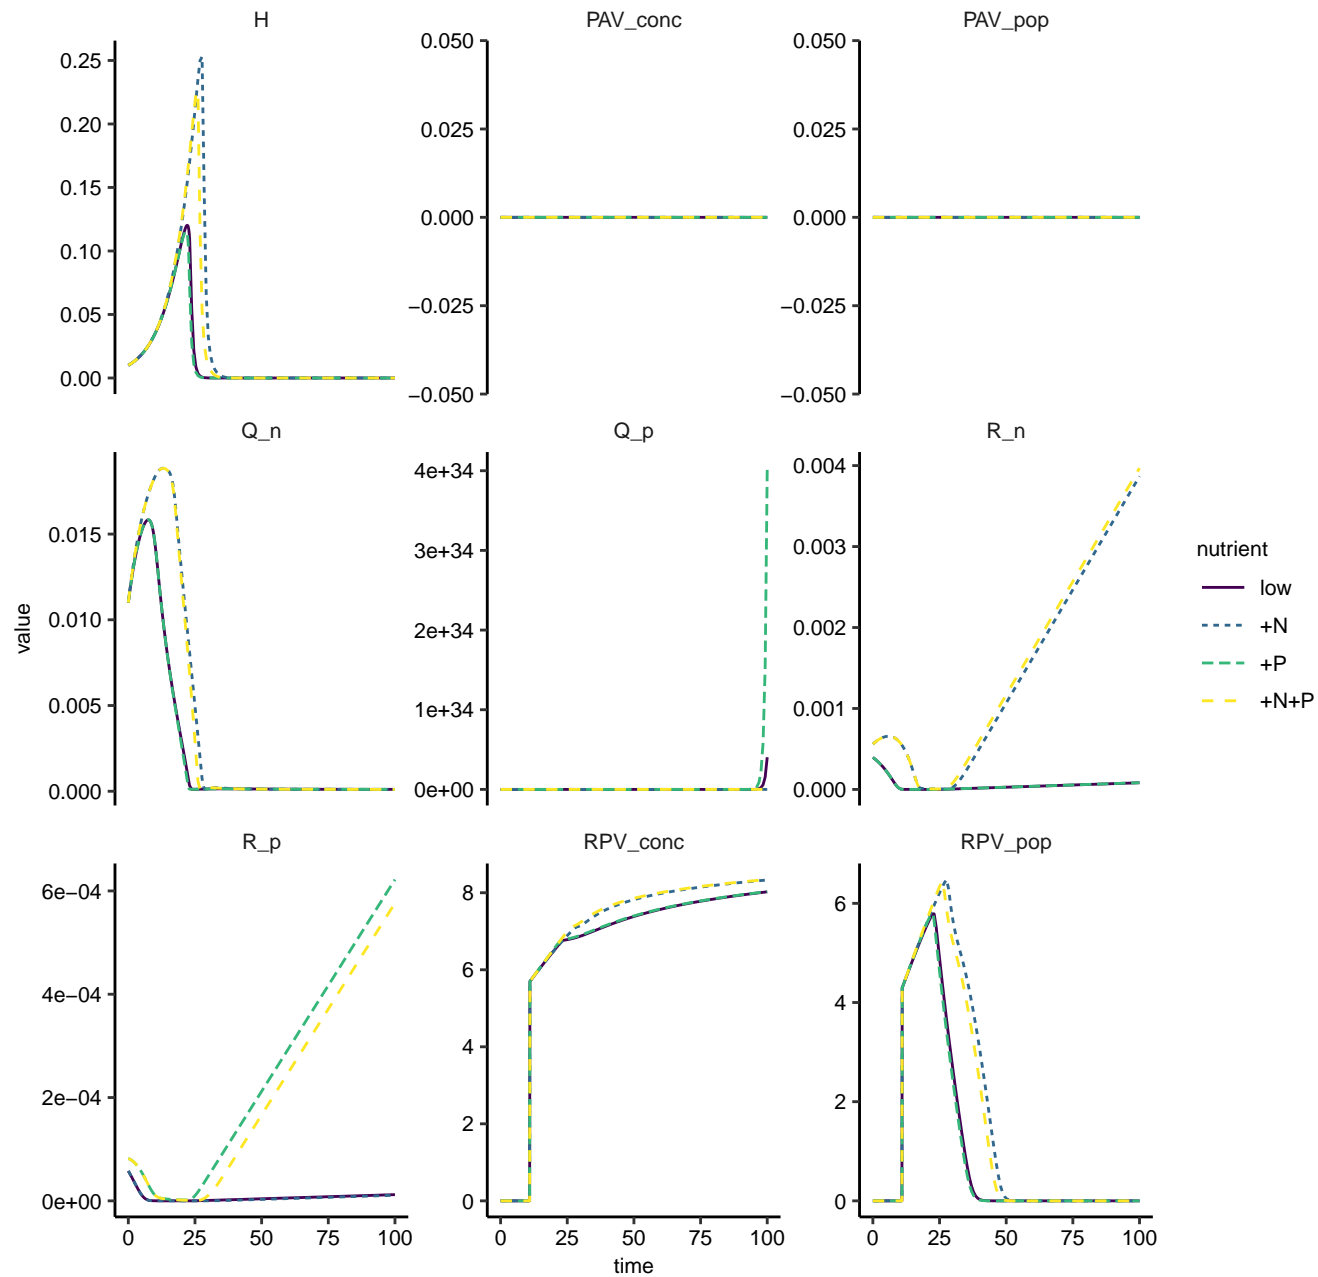 H
PAV_conc
PAV_pop
0.25
0.20
0.15
0.10
0.05
0.00
0.050
0.025
0.000
−0.025
−0.050
0.050
0.025
0.000
−0.025
−0.050
Q_n
Q_p
R_n
0.015
0.010
0.005
0.000
4e+34
3e+34
2e+34
1e+34
0e+00
0.004
0.003
0.002
0.001
0.000
R_p
RPV_conc
RPV_pop
6e−04
4e−04
2e−04
0e+00
8
6
4
2
0
6
4
2
0
0 25 50 75 100
0 25 50 75 100
0 25 50 75 100
time
value
nutrient
low
+N
+P
+N+P